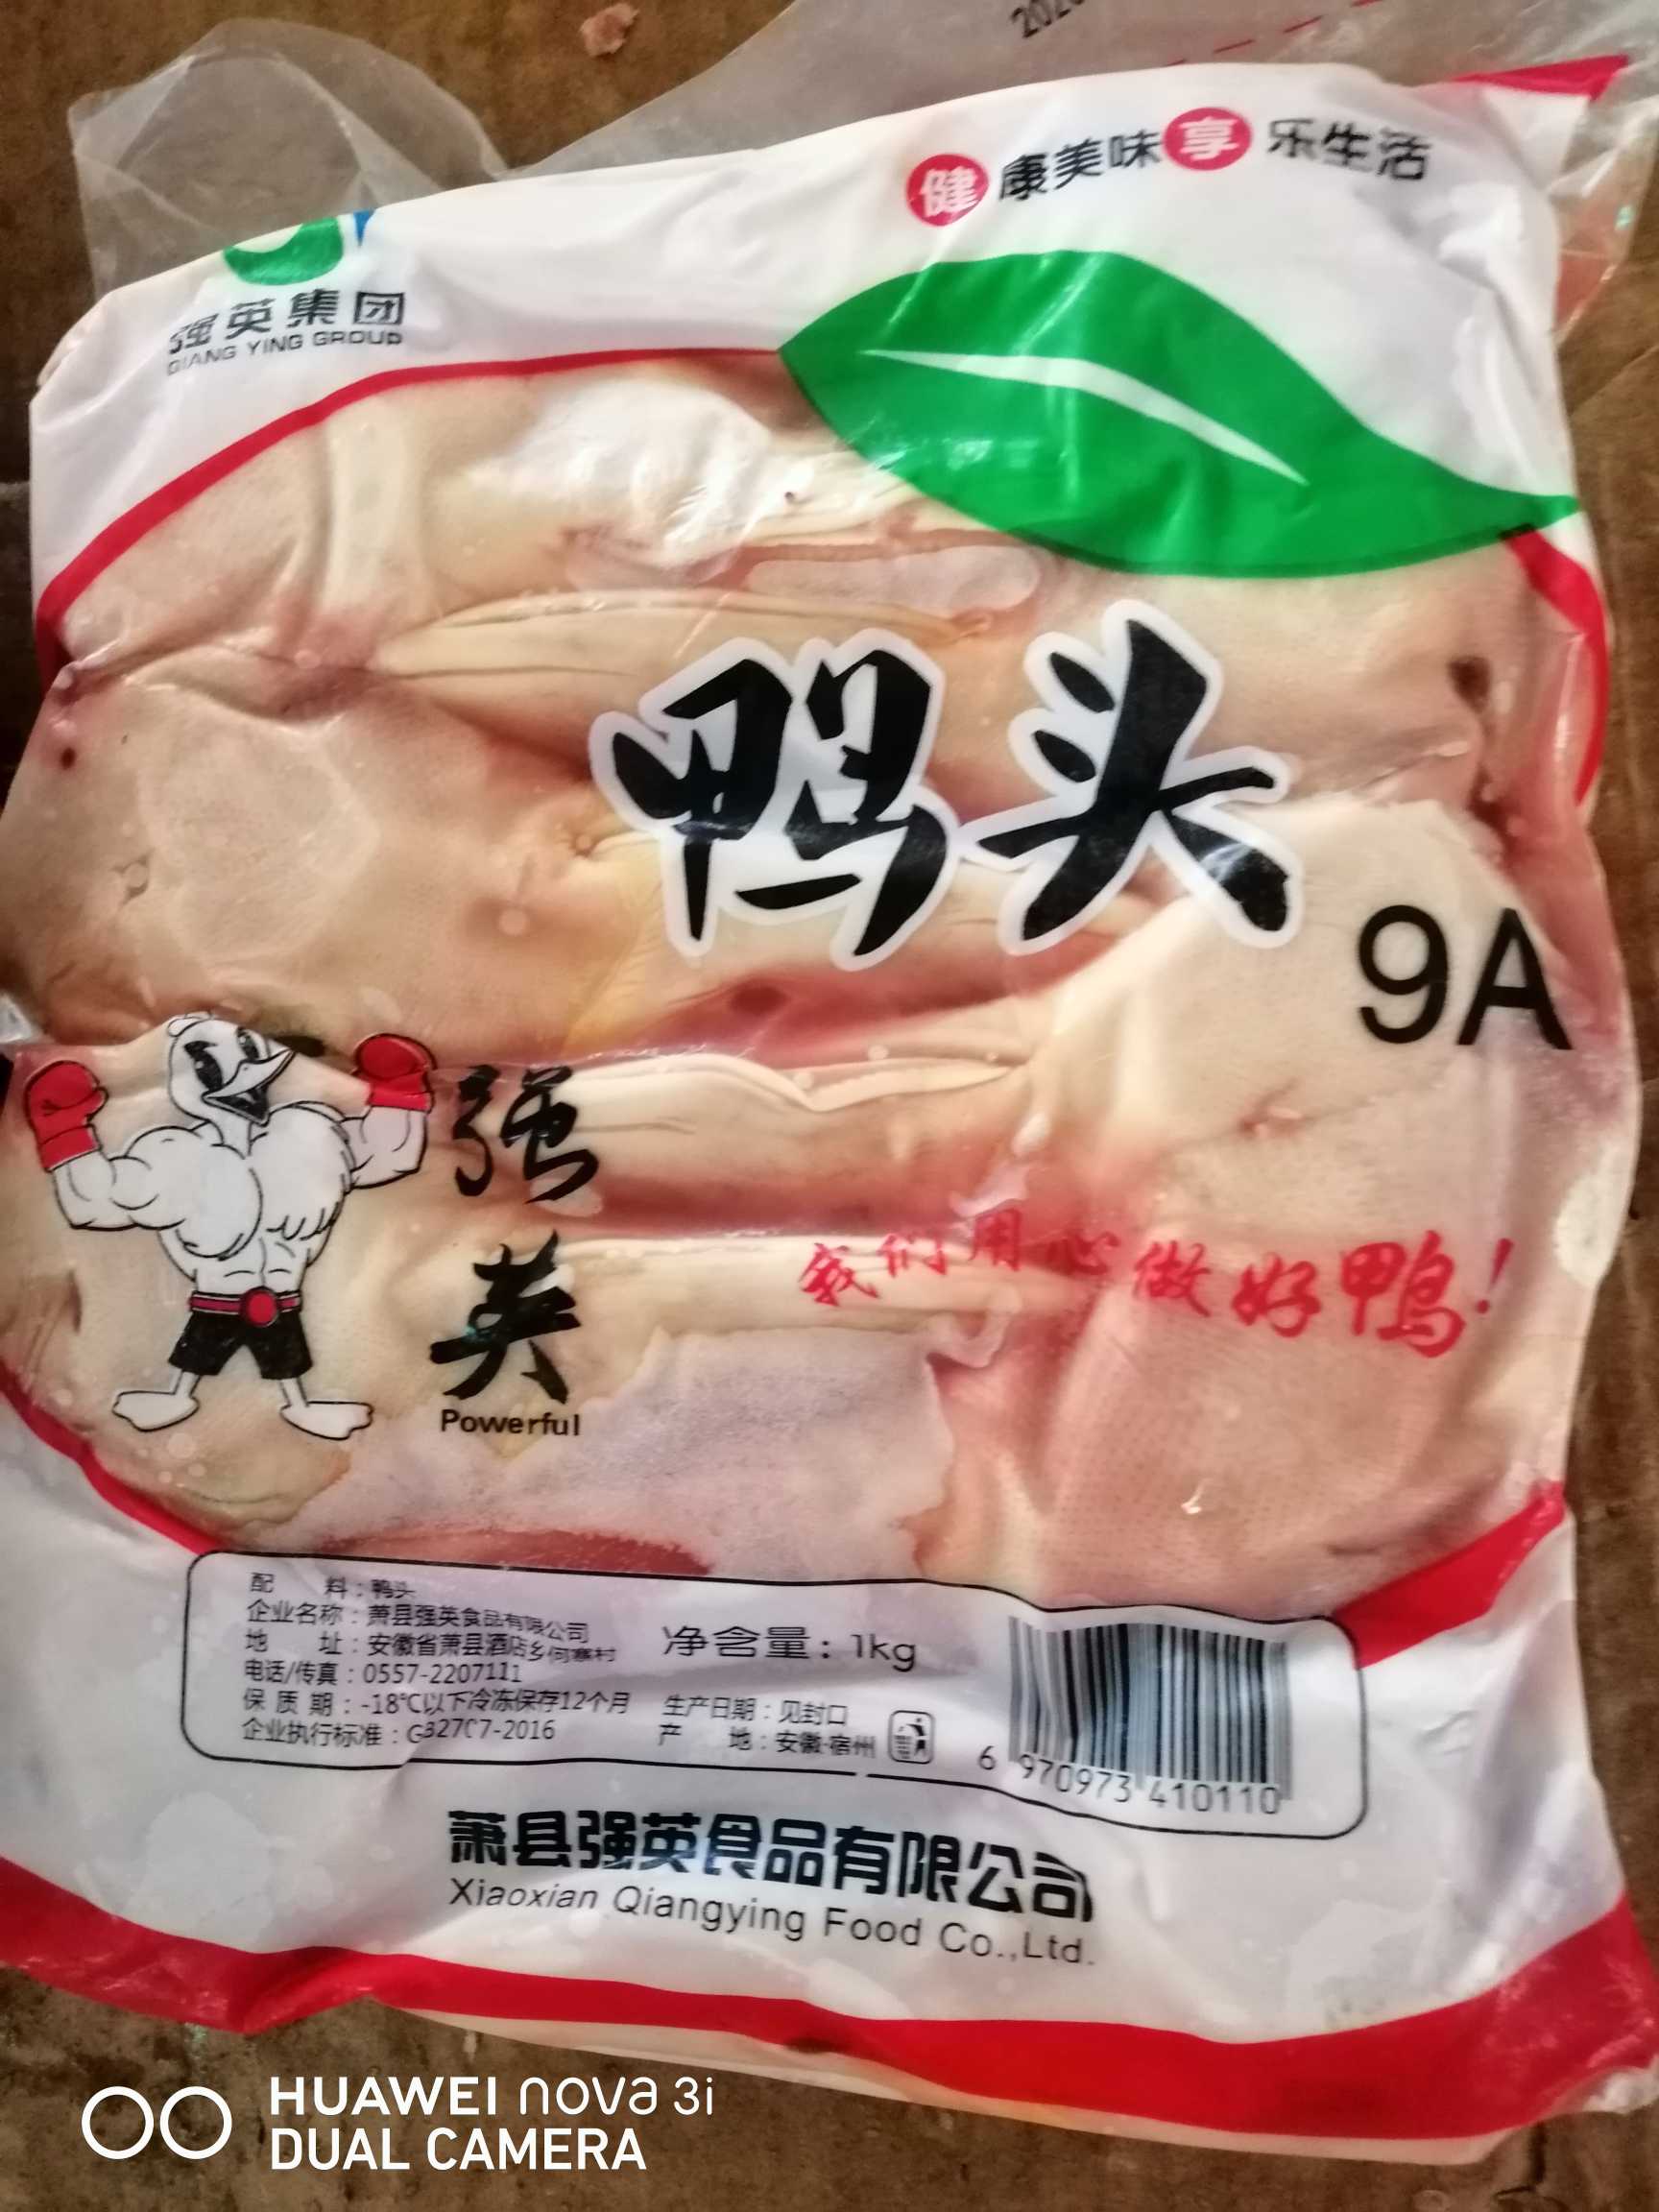 健康美味享乐生活
强英集团
QIANG YING GROUP
鸭头
9A
强英
Powerful
我们用心做好鸭!
配 料:鸭头
企业名称:萧县强英食品有限公司
地 址:安徽省萧县酒店乡何寨村
电话/传真:0557-2207111
保质期:-18℃以下冷冻保存12个月
企业执行标准:GB2707-2016
净含量:1kg
生产日期:见封口
产 地:安徽·宿州
6 970973 410110
萧县强英食品有限公司
Xiaoxian Qiangying Food Co.,Ltd.
HUAWEI nova 3i
DUAL CAMERA